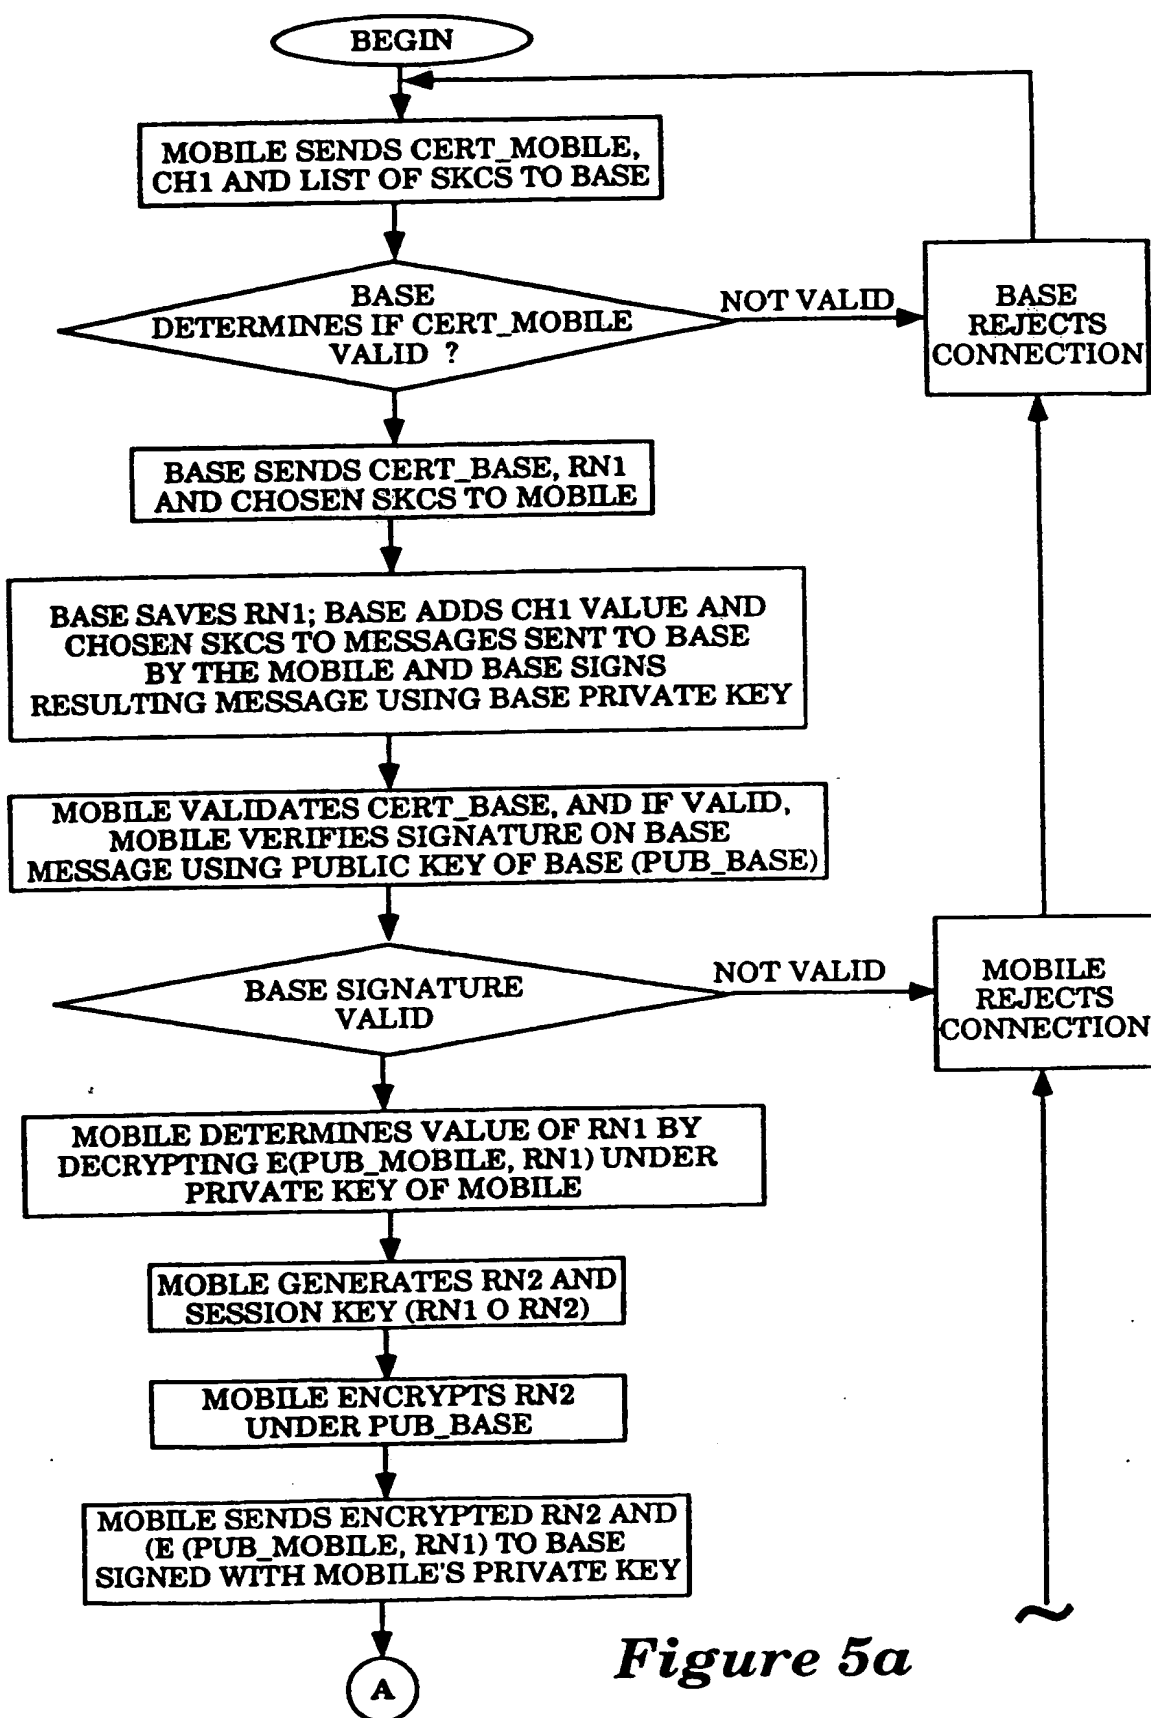 BEGIN
MOBILE SENDS CERT_MOBILE,
CH1 AND LIST OF SKCS TO BASE
BASE
DETERMINES IF CERT_MOBILE
VALID ?
NOT VALID
BASE
REJECTS
CONNECTION
BASE SENDS CERT_BASE, RN1
AND CHOSEN SKCS TO MOBILE
BASE SAVES RN1; BASE ADDS CH1 VALUE AND
CHOSEN SKCS TO MESSAGES SENT TO BASE
BY THE MOBILE AND BASE SIGNS
RESULTING MESSAGE USING BASE PRIVATE KEY
MOBILE VALIDATES CERT_BASE, AND IF VALID,
MOBILE VERIFIES SIGNATURE ON BASE
MESSAGE USING PUBLIC KEY OF BASE (PUB_BASE)
BASE SIGNATURE
VALID
NOT VALID
MOBILE
REJECTS
CONNECTION
MOBILE DETERMINES VALUE OF RN1 BY
DECRYPTING E(PUB_MOBILE, RN1) UNDER
PRIVATE KEY OF MOBILE
MOBLE GENERATES RN2 AND
SESSION KEY (RN1 O RN2)
MOBILE ENCRYPTS RN2
UNDER PUB_BASE
MOBILE SENDS ENCRYPTED RN2 AND
(E (PUB_MOBILE, RN1) TO BASE
SIGNED WITH MOBILE'S PRIVATE KEY
A
Figure 5a